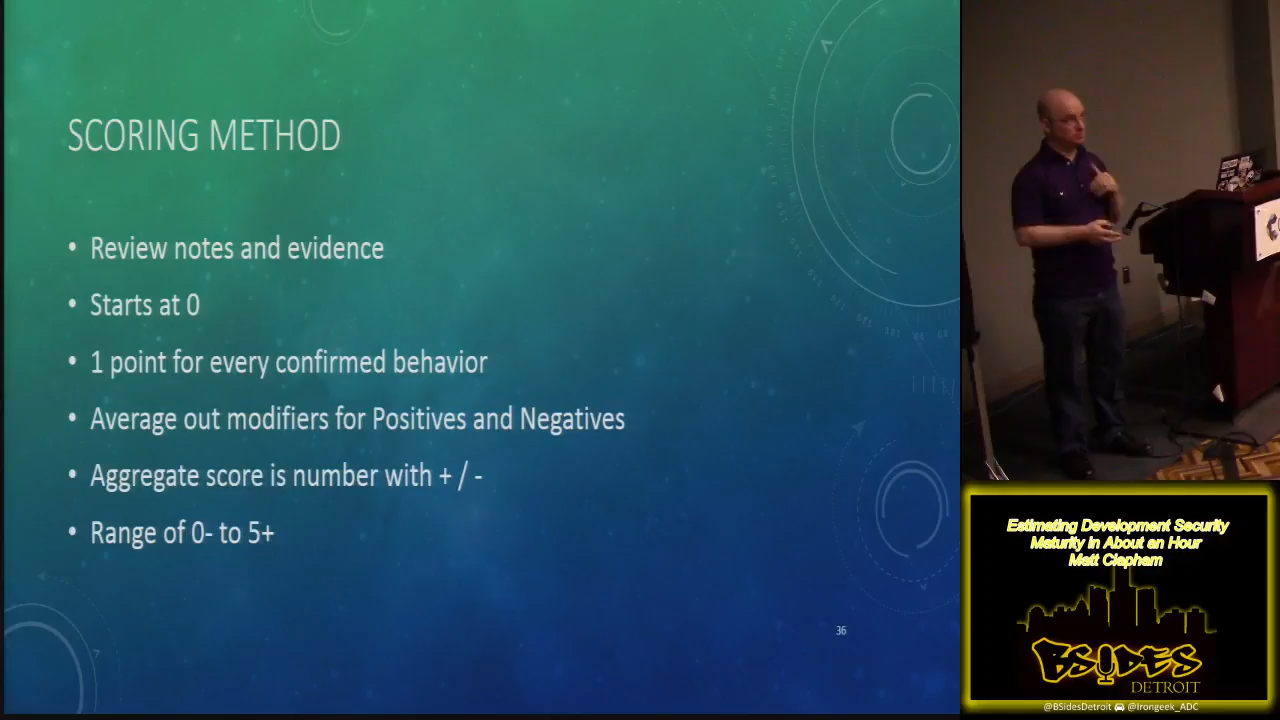 SCORING METHOD
• Review notes and evidence
• Starts at 0
• 1 point for every confirmed behavior
• Average out modifiers for Positives and Negatives
• Aggregate score is number with + / -
• Range of 0- to 5+
36
Estimating Development Security
Maturity in About an Hour
Matt Clapham
BSIDES
DETROIT
@BSidesDetroit @Irongeek_ADC